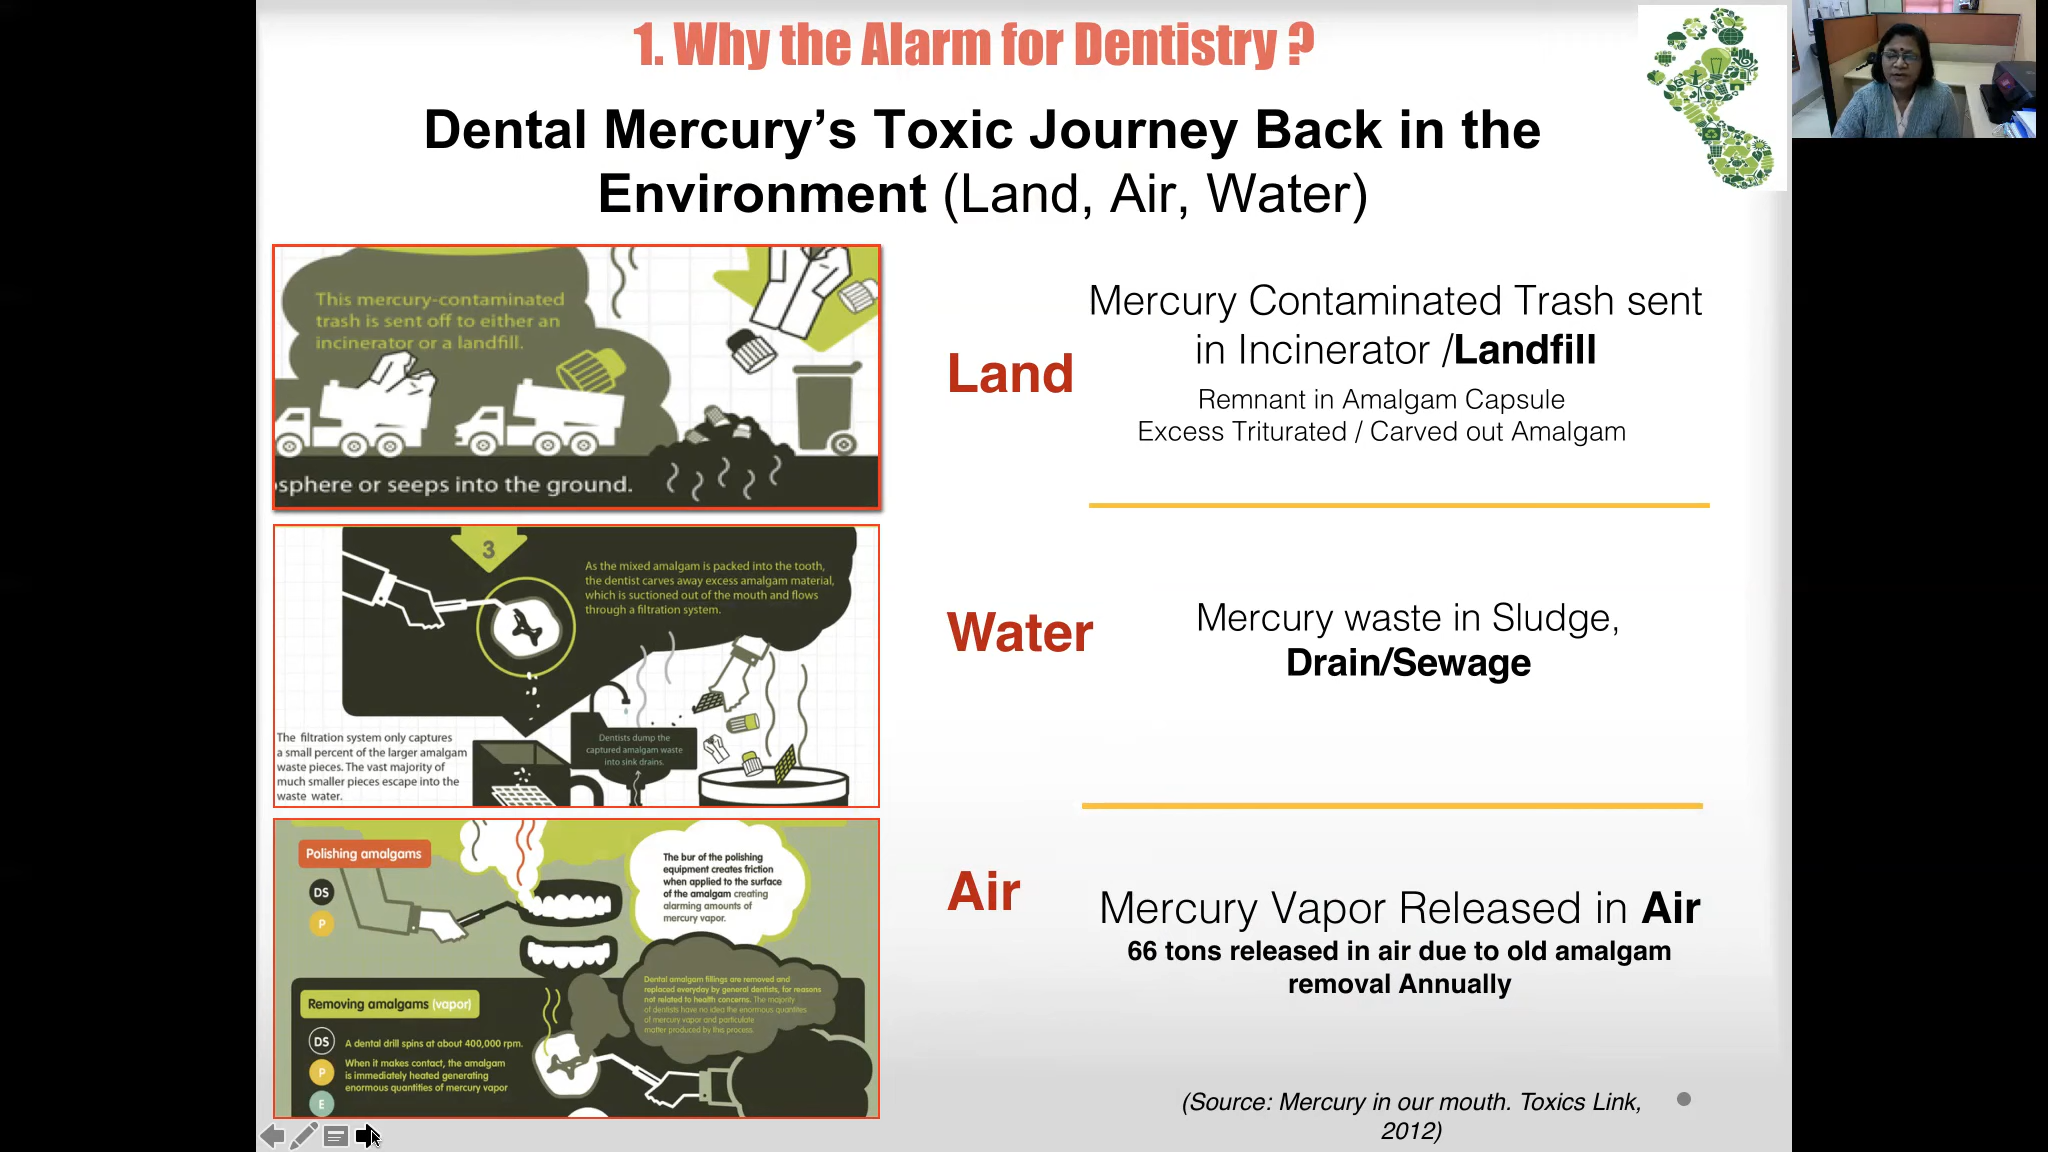 1. Why the Alarm for Dentistry ?
Dental Mercury’s Toxic Journey Back in the
Environment (Land, Air, Water)
This mercury-contaminated
trash is sent off to either an
incinerator or a landfill.
osphere or seeps into the ground.
Land
Mercury Contaminated Trash sent
in Incinerator /Landfill
Remnant in Amalgam Capsule
Excess Triturated / Carved out Amalgam
3
As the mixed amalgam is packed into the tooth,
the dentist carves away excess amalgam material,
which is suctioned out of the mouth and flows
through a filtration system.
The filtration system only captures
a small percent of the larger amalgam
waste pieces. The vast majority of
much smaller pieces escape into the
waste water.
Dentists dump the
captured amalgam waste
into sink drains.
Water
Mercury waste in Sludge,
Drain/Sewage
Polishing amalgams
DS
P
The bur of the polishing
equipment creates friction
when applied to the surface
of the amalgam creating
alarming amounts of
mercury vapor.
Dental amalgam fillings are removed and
replaced everyday by general dentists, for reasons
not related to health concerns. The majority
of dentists have no idea the enormous quantities
of mercury vapor and particulate
matter produced by this process.
Removing amalgams (vapor)
DS
P
E
A dental drill spins at about 400,000 rpm.
When it makes contact, the amalgam
is immediately heated generating
enormous quantities of mercury vapor
Air
Mercury Vapor Released in Air
66 tons released in air due to old amalgam
removal Annually
(Source: Mercury in our mouth. Toxics Link,
2012)